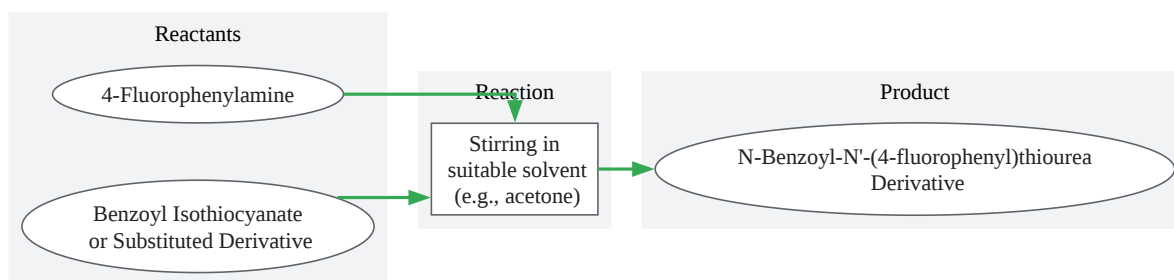 Reactants
4-Fluorophenylamine
Benzoyl Isothiocyanate
or Substituted Derivative
Reaction
Stirring in
suitable solvent
(e.g., acetone)
Product
N-Benzoyl-N'-(4-fluorophenyl)thiourea
Derivative